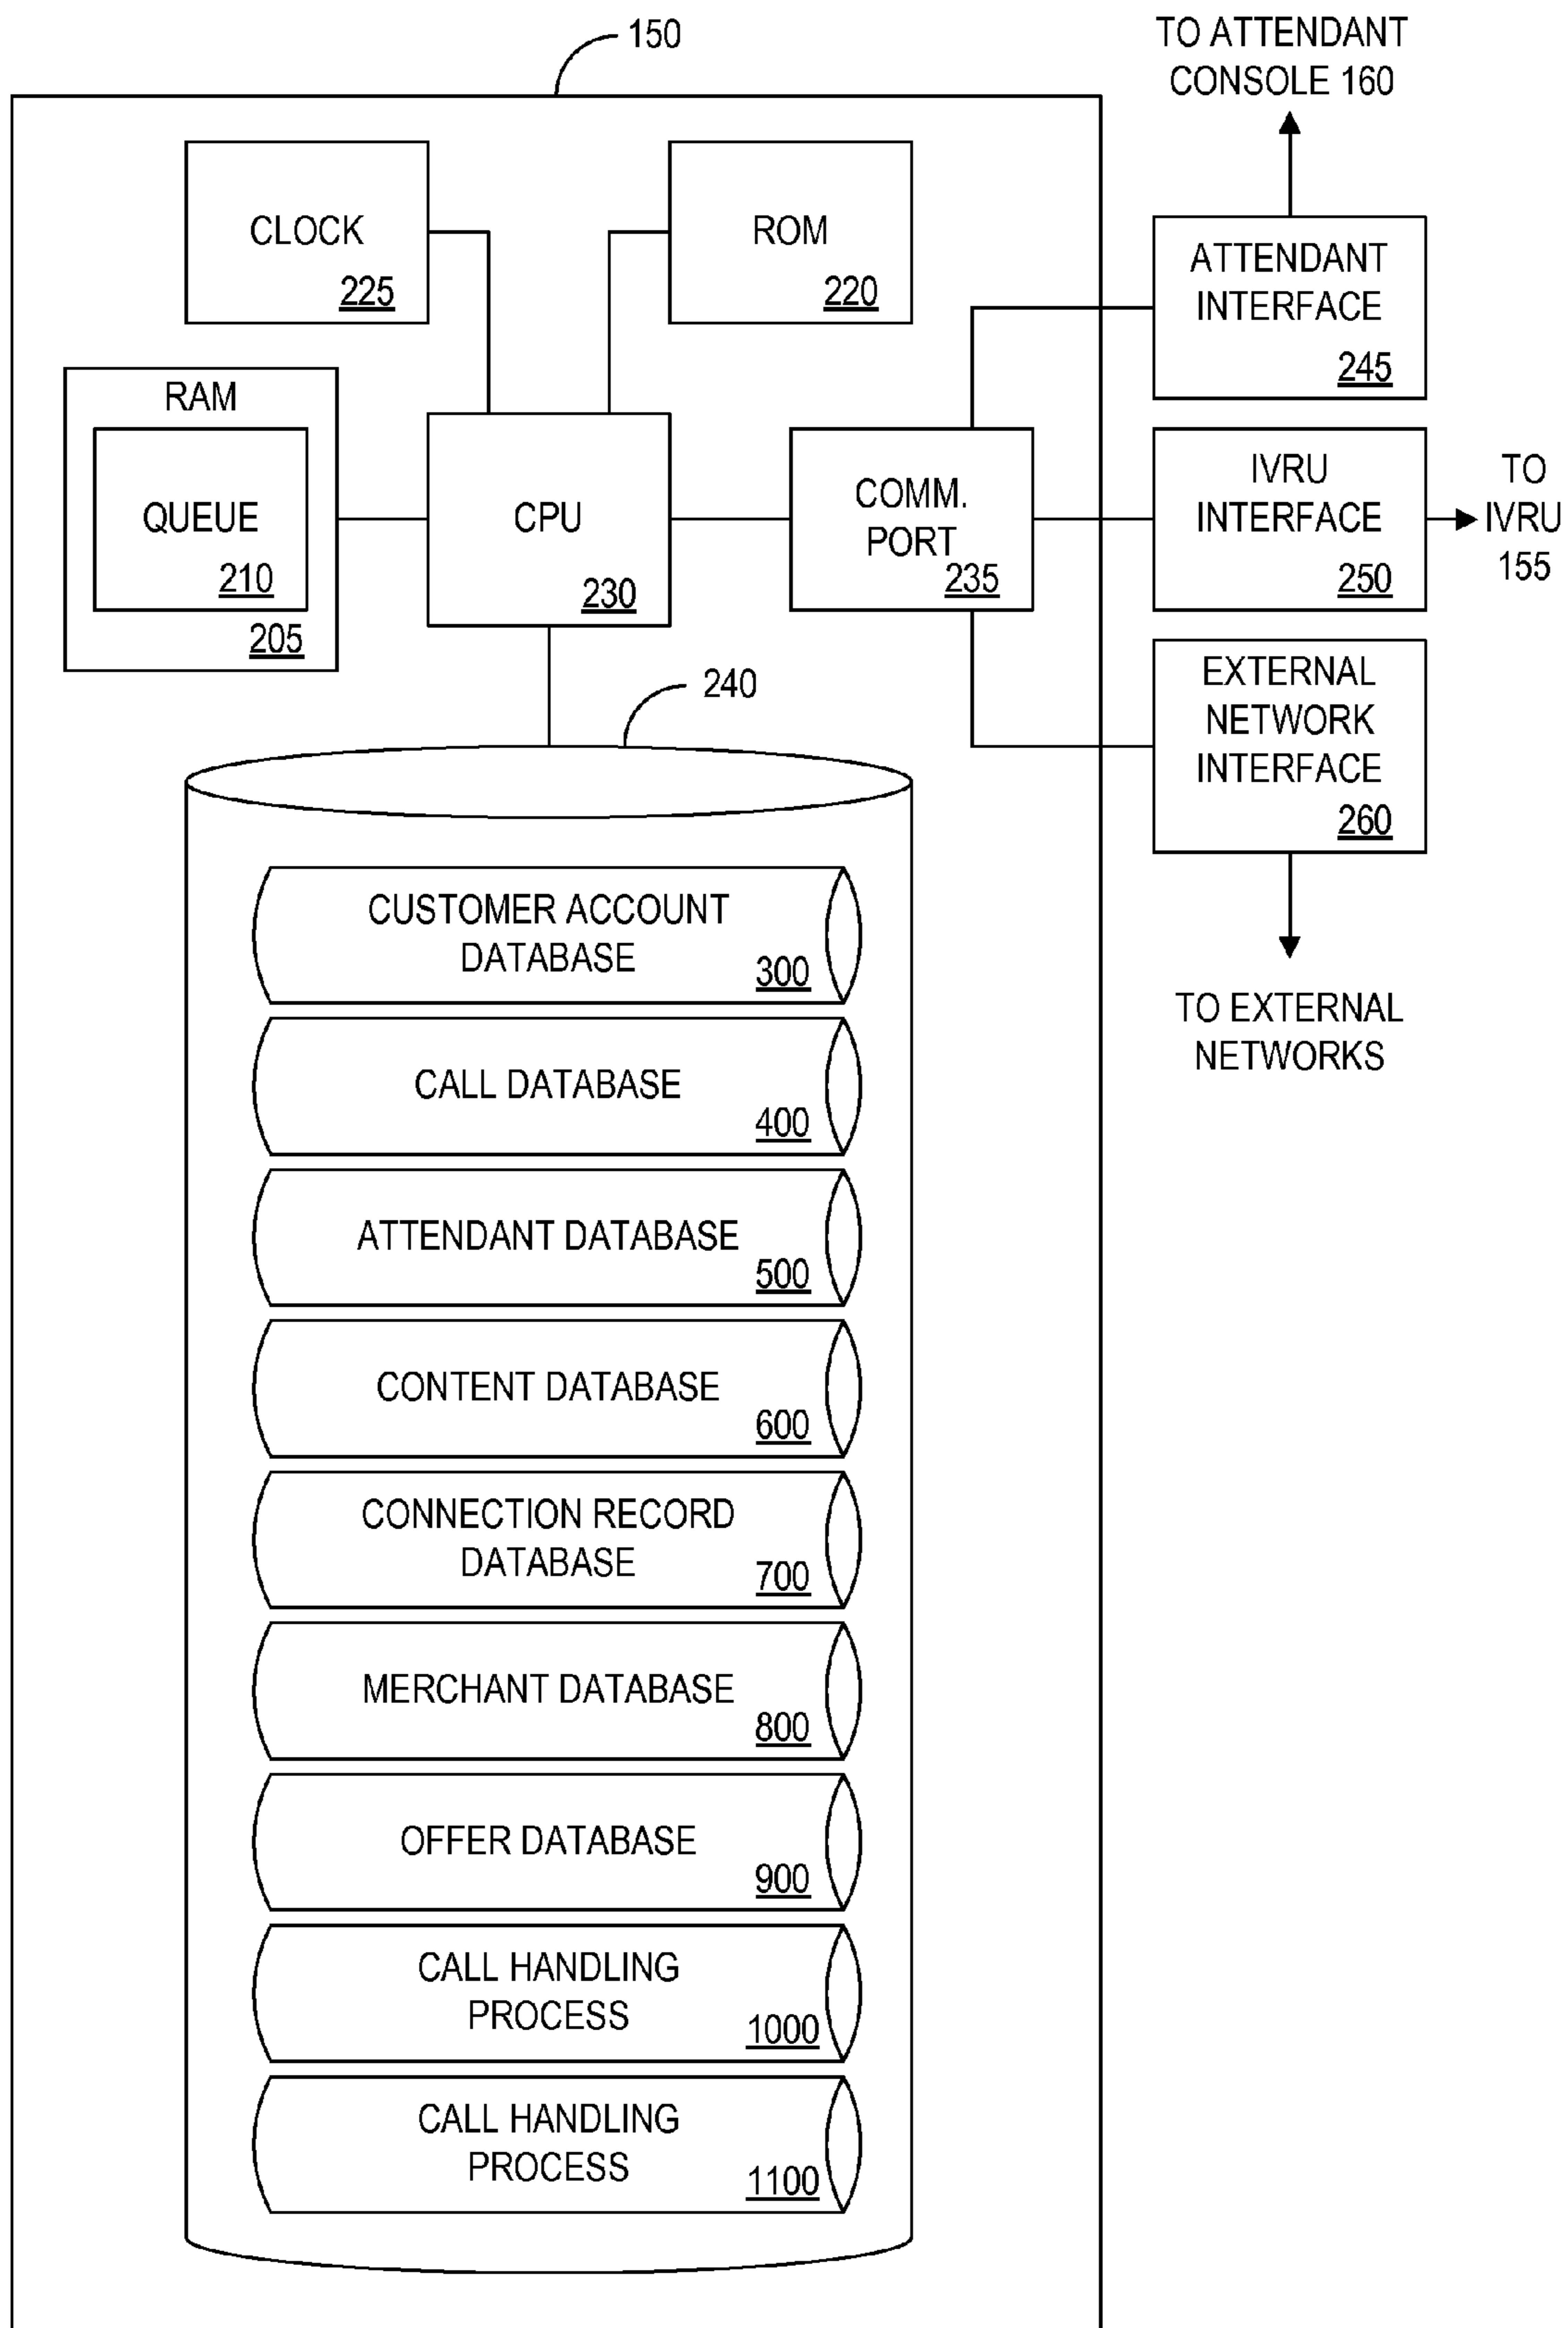 150
TO ATTENDANT
CONSOLE 160
CLOCK
225
ROM
220
ATTENDANT
INTERFACE
245
RAM
QUEUE
210
205
CPU
230
COMM.
PORT
235
IVRU
INTERFACE
250
TO
IVRU
155
240
EXTERNAL
NETWORK
INTERFACE
260
TO EXTERNAL
NETWORKS
CUSTOMER ACCOUNT
DATABASE
300
CALL DATABASE
400
ATTENDANT DATABASE
500
CONTENT DATABASE
600
CONNECTION RECORD
DATABASE
700
MERCHANT DATABASE
800
OFFER DATABASE
900
CALL HANDLING
PROCESS
1000
CALL HANDLING
PROCESS
1100